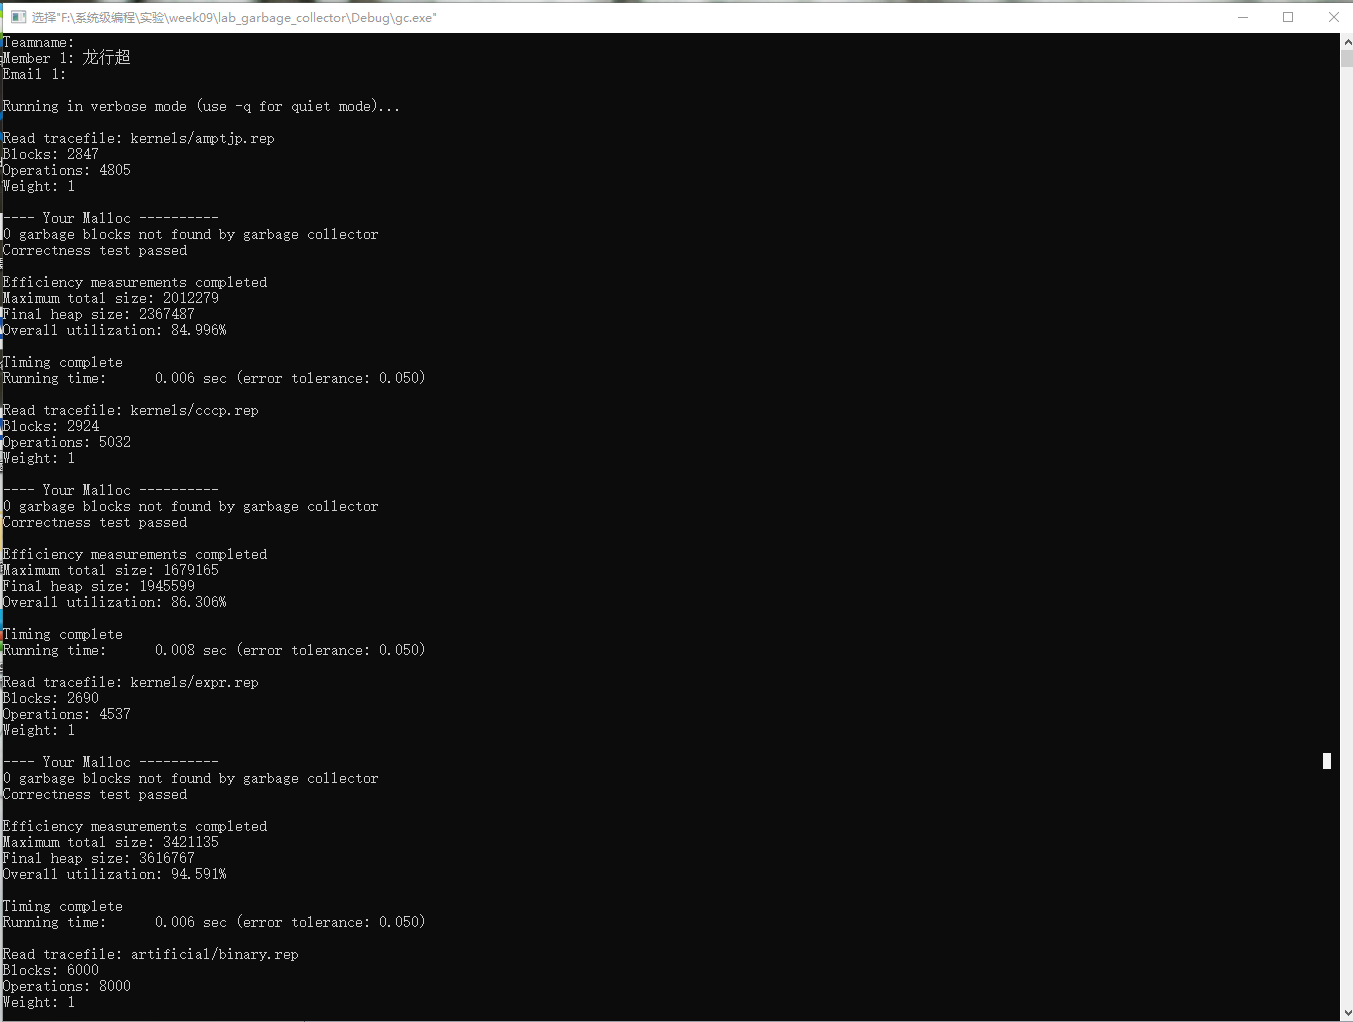 选择"F:\系统级编程\实验\week09\lab_garbage_collector\Debug\gc.exe"
Teamname:
Member 1: 龙行超
Email 1:
Running in verbose mode (use -q for quiet mode)...
Read tracefile: kernels/amptjp.rep
Blocks: 2847
Operations: 4805
Weight: 1
---- Your Malloc ----------
0 garbage blocks not found by garbage collector
Correctness test passed
Efficiency measurements completed
Maximum total size: 2012279
Final heap size: 2367487
Overall utilization: 84.996%
Timing complete
Running time:      0.006 sec (error tolerance: 0.050)
Read tracefile: kernels/cccp.rep
Blocks: 2924
Operations: 5032
Weight: 1
---- Your Malloc ----------
0 garbage blocks not found by garbage collector
Correctness test passed
Efficiency measurements completed
Maximum total size: 1679165
Final heap size: 1945599
Overall utilization: 86.306%
Timing complete
Running time:      0.008 sec (error tolerance: 0.050)
Read tracefile: kernels/expr.rep
Blocks: 2690
Operations: 4537
Weight: 1
---- Your Malloc ----------
0 garbage blocks not found by garbage collector
Correctness test passed
Efficiency measurements completed
Maximum total size: 3421135
Final heap size: 3616767
Overall utilization: 94.591%
Timing complete
Running time:      0.006 sec (error tolerance: 0.050)
Read tracefile: artificial/binary.rep
Blocks: 6000
Operations: 8000
Weight: 1